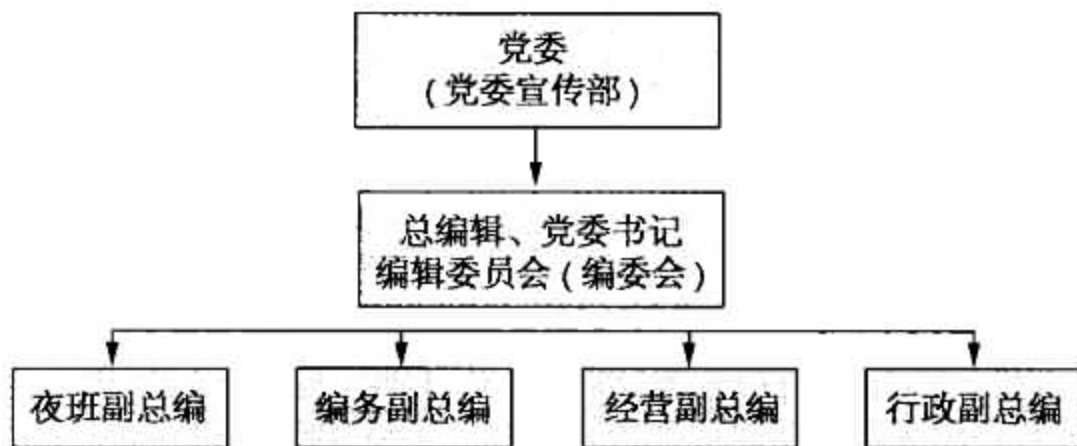 党委
（党委宣传部）
总编辑、党委书记
编辑委员会（编委会）
夜班副总编
编务副总编
经营副总编
行政副总编